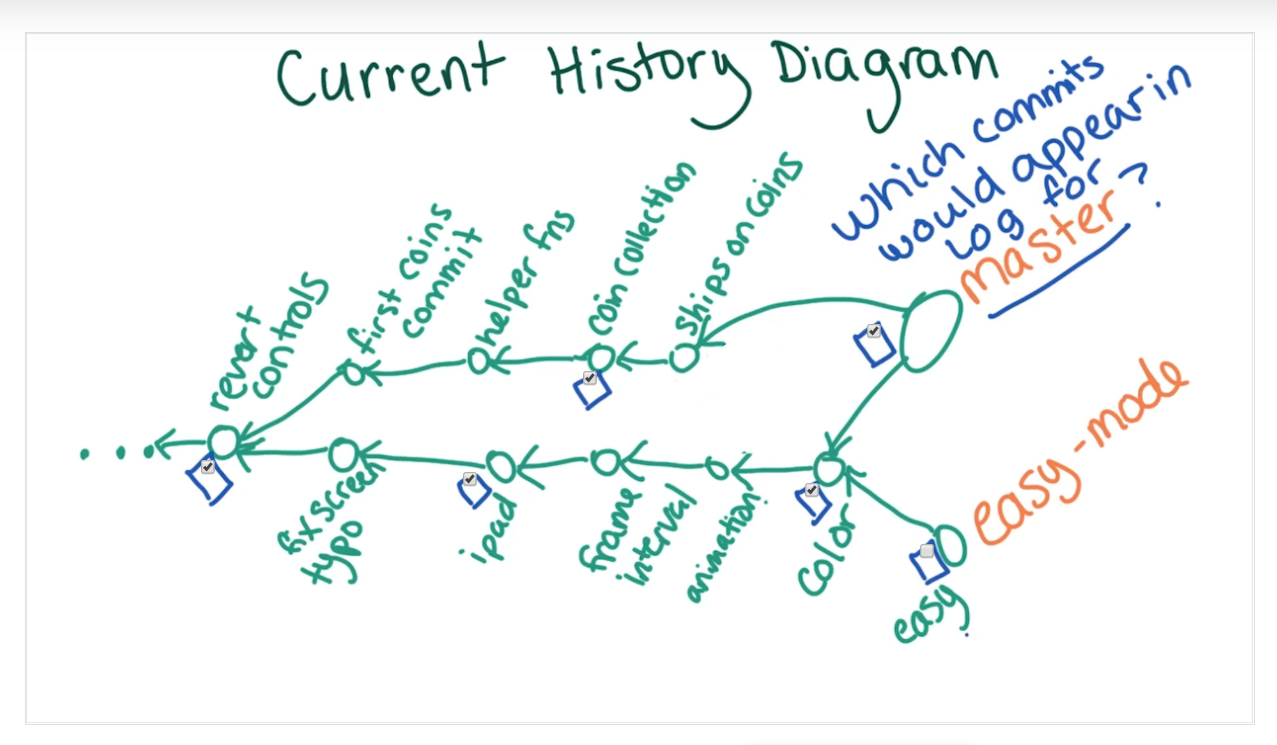 Current History Diagram
which commits
would appear in
log for
master?
ships on coins
coin collection
helper fns
first coins
commit
revert
controls
easy-mode
fix screen
typo
ipad
frame
interval
animation
color
easy